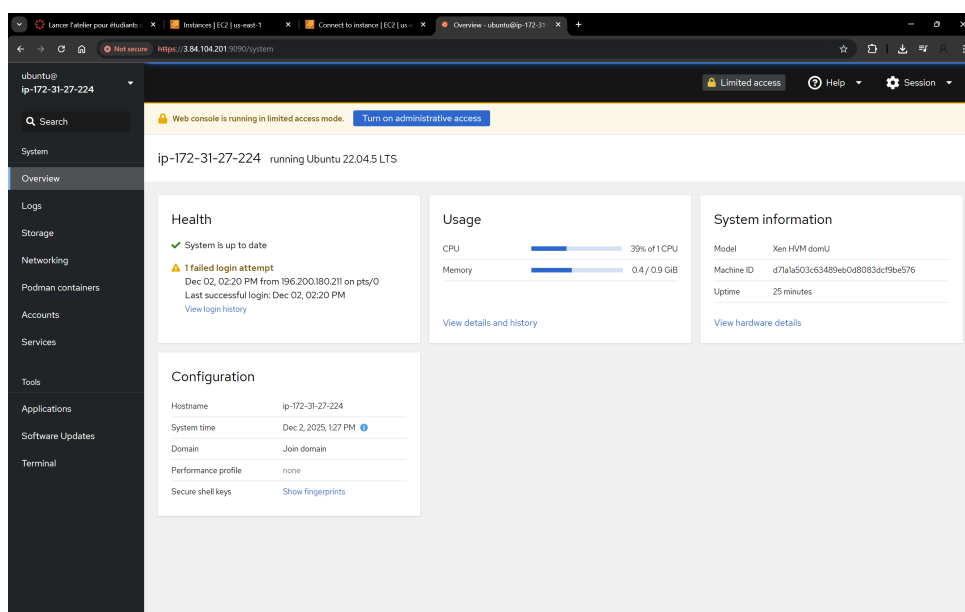 Lancer l'atelier pour étudiants
Instances | EC2 | us-east-1
Connect to instance | EC2 | us-e
Overview - ubuntu@ip-172-31-
Not secure
https://3.84.104.201:9090/system
ubuntu@
ip-172-31-27-224
Limited access
Help
Session
Search
Web console is running in limited access mode.
Turn on administrative access
System
ip-172-31-27-224 running Ubuntu 22.04.5 LTS
Overview
Logs
Storage
Networking
Podman containers
Accounts
Services
Tools
Applications
Software Updates
Terminal
Health
System is up to date
1 failed login attempt
Dec 02, 02:20 PM from 196.200.180.211 on pts/0
Last successful login: Dec 02, 02:20 PM
View login history
Usage
CPU 39% of 1 CPU
Memory 0.4 / 0.9 GiB
View details and history
System information
Model Xen HVM domU
Machine ID d71a1a503c63489eb0d8083dcf9be576
Uptime 25 minutes
View hardware details
Configuration
Hostname ip-172-31-27-224
System time Dec 2, 2025, 1:27 PM
Domain Join domain
Performance profile none
Secure shell keys Show fingerprints